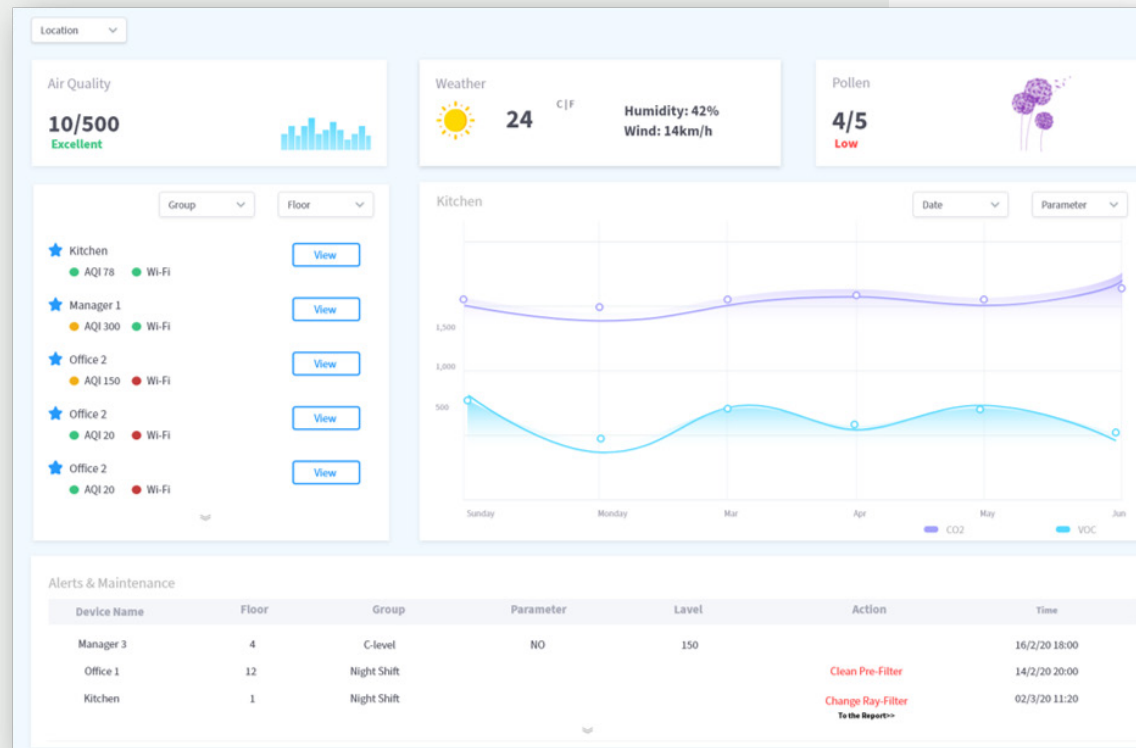 Location
Air Quality
10/500
Excellent
Weather
24
C|F
Humidity: 42%
Wind: 14km/h
Pollen
4/5
Low
Group
Floor
Kitchen
AQI 78
Wi-Fi
View
Manager 1
AQI 300
Wi-Fi
View
Office 2
AQI 150
Wi-Fi
View
Office 2
AQI 20
Wi-Fi
View
Office 2
AQI 20
Wi-Fi
View
Kitchen
Date
Parameter
1,500
1,000
500
Sunday Monday Mar Apr May Jun
CO2
VOC
Alerts & Maintenance
Device Name Floor Group Parameter Lavel Action Time
Manager 3 4 C-level NO 150 16/2/20 18:00
Office 1 12 Night Shift Clean Pre-Filter 14/2/20 20:00
Kitchen 1 Night Shift Change Ray-Filter 02/3/20 11:20
To the Report>>